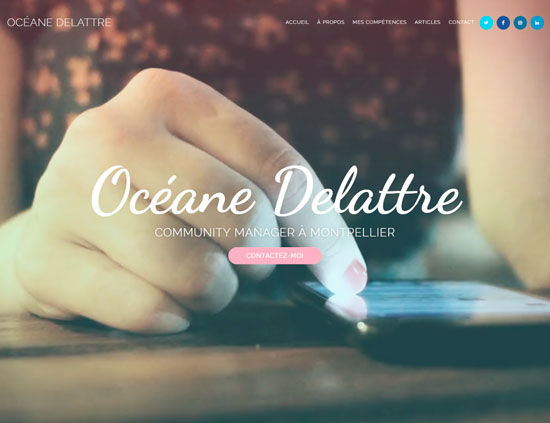 OCÉANE DELATTRE
ACCUEIL À PROPOS MES COMPÉTENCES ARTICLES CONTACT
Océane Delattre
COMMUNITY MANAGER À MONTPELLIER
CONTACTEZ-MOI